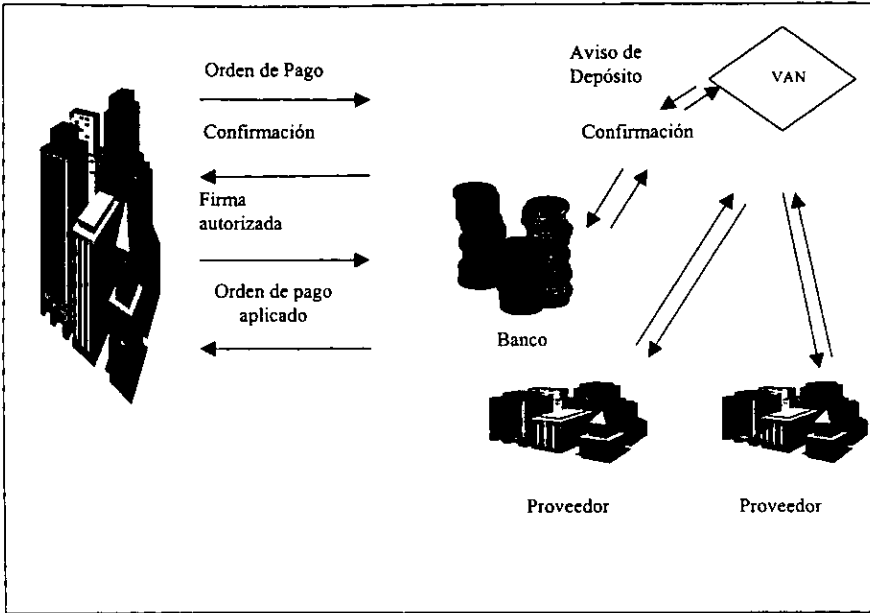 Orden de Pago
Confirmación
Firma
autorizada
Orden de pago
aplicado
Aviso de
Depósito
VAN
Confirmación
Banco
Proveedor
Proveedor